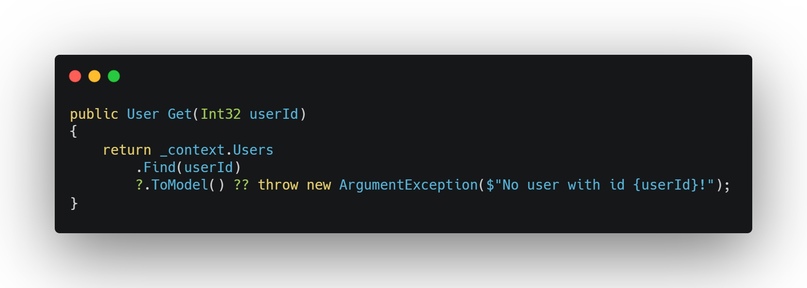 public User Get(Int32 userId)
{
    return _context.Users
        .Find(userId)
        ?.ToModel() ?? throw new ArgumentException($"No user with id {userId}!");
}